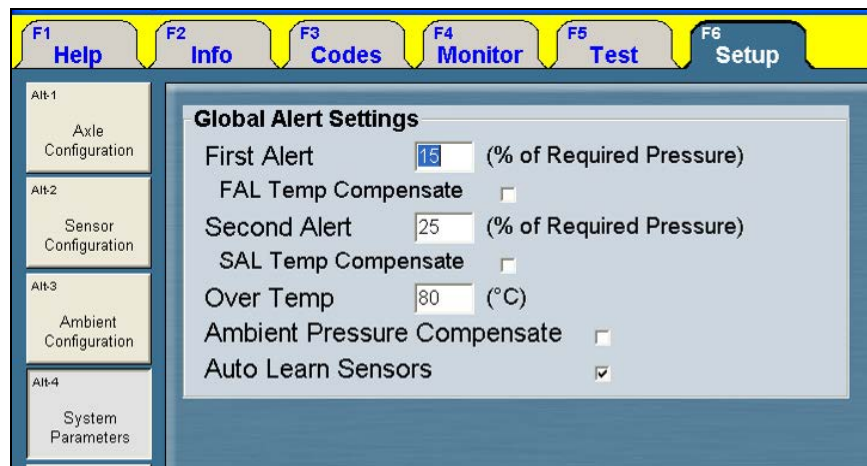 F1 Help
F2 Info
F3 Codes
F4 Monitor
F5 Test
F6 Setup
Alt-1
Axle
Configuration
Alt-2
Sensor
Configuration
Alt-3
Ambient
Configuration
Alt-4
System
Parameters
Global Alert Settings
First Alert 15 (% of Required Pressure)
FAL Temp Compensate
Second Alert 25 (% of Required Pressure)
SAL Temp Compensate
Over Temp 80 (°C)
Ambient Pressure Compensate
Auto Learn Sensors